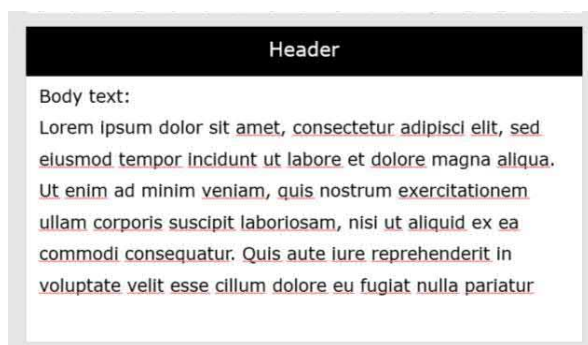 Header
Body text:
Lorem ipsum dolor sit amet, consectetur adipisci elit, sed
eiusmod tempor incidunt ut labore et dolore magna aliqua.
Ut enim ad minim veniam, quis nostrum exercitationem
ullam corporis suscipit laboriosam, nisi ut aliquid ex ea
commodi consequatur. Quis aute iure reprehenderit in
voluptate velit esse cillum dolore eu fugiat nulla pariatur